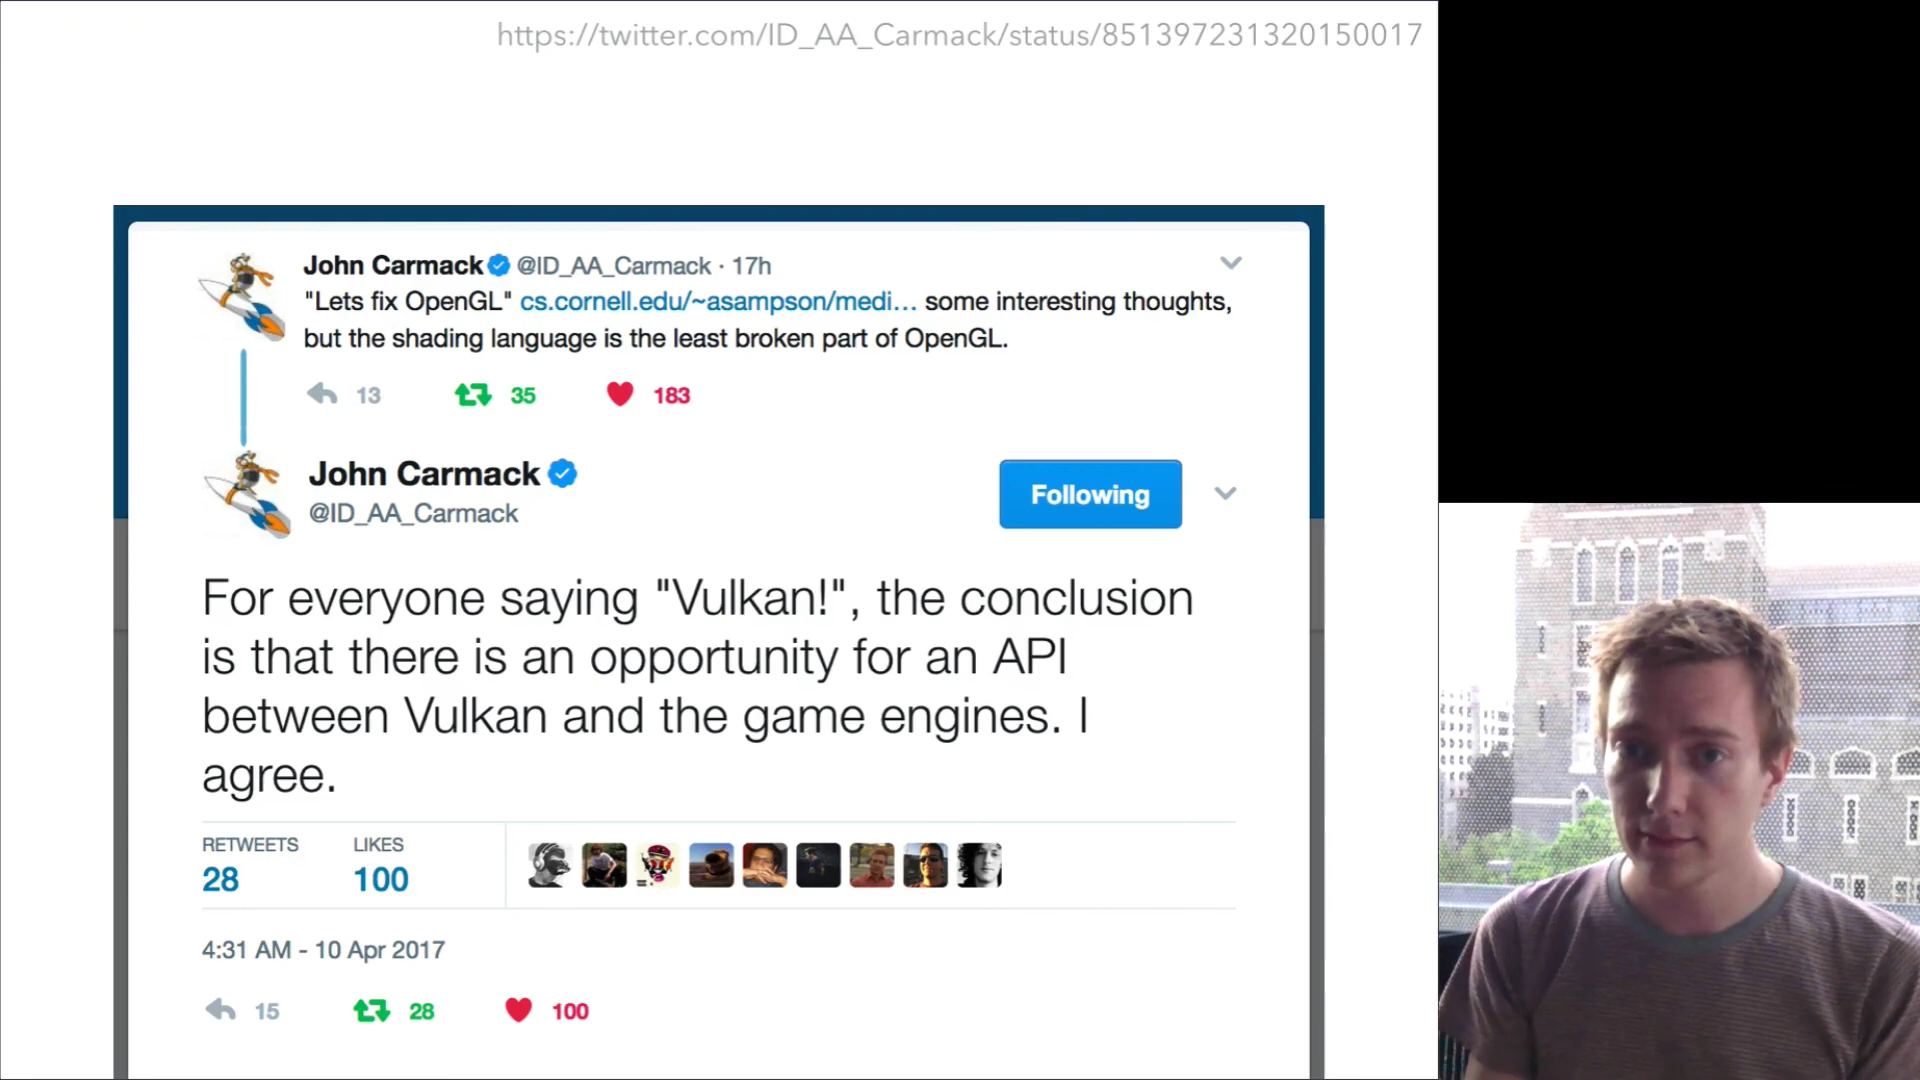 https://twitter.com/ID_AA_Carmack/status/851397231320150017
John Carmack @ID_AA_Carmack · 17h
"Lets fix OpenGL" cs.cornell.edu/~asampson/medi... some interesting thoughts,
but the shading language is the least broken part of OpenGL.
13 35 183
John Carmack
@ID_AA_Carmack
Following
For everyone saying "Vulkan!", the conclusion
is that there is an opportunity for an API
between Vulkan and the game engines. I
agree.
RETWEETS LIKES
28 100
4:31 AM - 10 Apr 2017
15 28 100